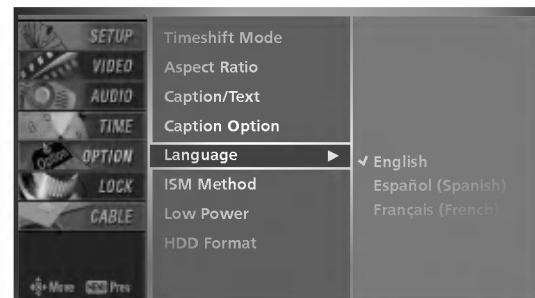 SETUP
VIDEO
AUDIO
TIME
OPTION
LOCK
CABLE
Move MENU Prev
Timeshift Mode
Aspect Ratio
Caption/Text
Caption Option
Language
ISM Method
Low Power
HDD Format
English
Español (Spanish)
Français (French)